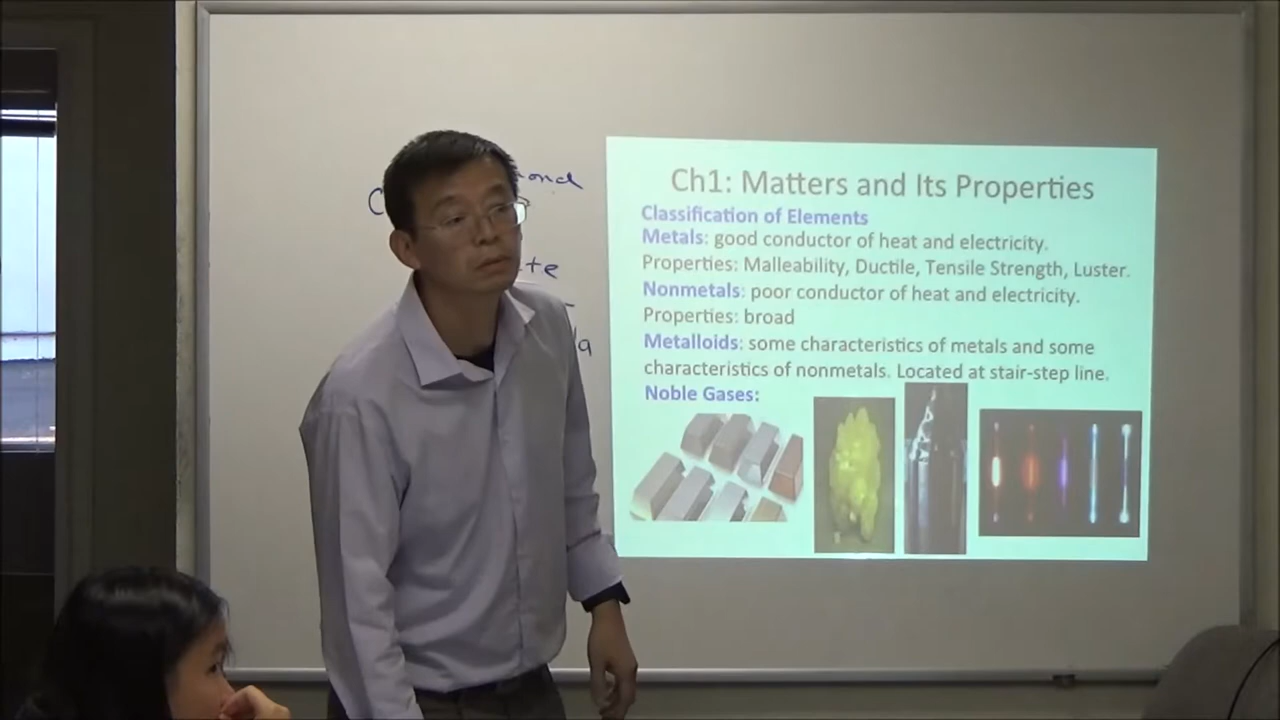 Ch1: Matters and Its Properties
Classification of Elements
Metals: good conductor of heat and electricity.
Properties: Malleability, Ductile, Tensile Strength, Luster.
Nonmetals: poor conductor of heat and electricity.
Properties: broad
Metalloids: some characteristics of metals and some
characteristics of nonmetals. Located at stair-step line.
Noble Gases: